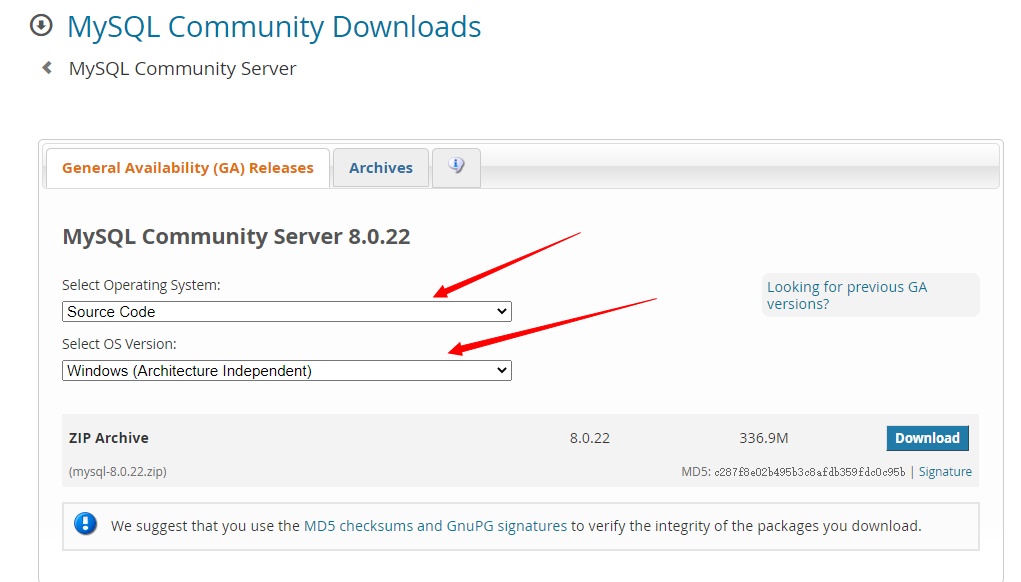 MySQL Community Downloads
MySQL Community Server
General Availability (GA) Releases
Archives
MySQL Community Server 8.0.22
Select Operating System:
Source Code
Looking for previous GA
versions?
Select OS Version:
Windows (Architecture Independent)
ZIP Archive 8.0.22 336.9M Download
(mysql-8.0.22.zip) MD5: c287f8e02b495b3c8afdb359fdc0c95b | Signature
We suggest that you use the MD5 checksums and GnuPG signatures to verify the integrity of the packages you download.